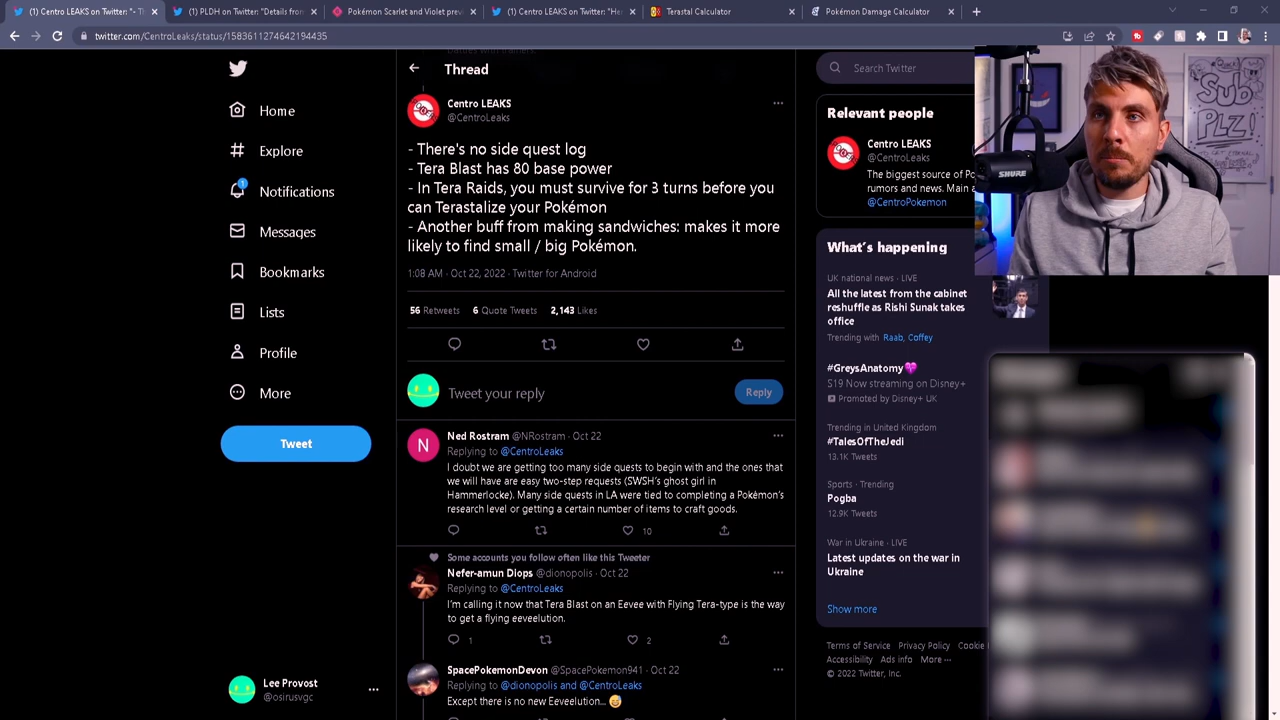 (1) Centro LEAKS on Twitter: "- Th
(1) PLDH on Twitter: "Details from
Pokémon Scarlet and Violet prev
(1) Centro LEAKS on Twitter: "He
Terastal Calculator
Pokémon Damage Calculator
twitter.com/CentroLeaks/status/1583611274642194435
Home
Explore
1
Notifications
Messages
Bookmarks
Lists
Profile
More
Tweet
Lee Provost
@osirusvgc
Thread
Centro LEAKS
@CentroLeaks
- There's no side quest log
- Tera Blast has 80 base power
- In Tera Raids, you must survive for 3 turns before you
can Terastalize your Pokémon
- Another buff from making sandwiches: makes it more
likely to find small / big Pokémon.
1:08 AM · Oct 22, 2022 · Twitter for Android
56 Retweets 6 Quote Tweets 2,143 Likes
Tweet your reply
Reply
N
Ned Rostram @NRostram · Oct 22
Replying to @CentroLeaks
I doubt we are getting too many side quests to begin with and the ones that
we will have are easy two-step requests (SWSH's ghost girl in
Hammerlocke). Many side quests in LA were tied to completing a Pokémon's
research level or getting a certain number of items to craft goods.
10
Some accounts you follow often like this Tweeter
Nefer-amun Diops @dionopolis · Oct 22
Replying to @CentroLeaks
I'm calling it now that Tera Blast on an Eevee with Flying Tera-type is the way
to get a flying eeveelution.
1 2
SpacePokemonDevon @SpacePokemon941 · Oct 22
Replying to @dionopolis and @CentroLeaks
Except there is no new Eeveelution...
Search Twitter
Relevant people
Centro LEAKS
@CentroLeaks
The biggest source of Po
rumors and news. Main a
@CentroPokemon
What's happening
UK national news · LIVE
All the latest from the cabinet
reshuffle as Rishi Sunak takes
office
Trending with Raab, Coffey
#GreysAnatomy
S19 Now streaming on Disney+
Promoted by Disney+ UK
Trending in United Kingdom
#TalesOfTheJedi
13.1K Tweets
Sports · Trending
Pogba
12.9K Tweets
War in Ukraine · LIVE
Latest updates on the war in
Ukraine
Show more
Terms of Service Privacy Policy Cookie
Accessibility Ads info More
© 2022 Twitter, Inc.
SHURE
Sub
PLZ!